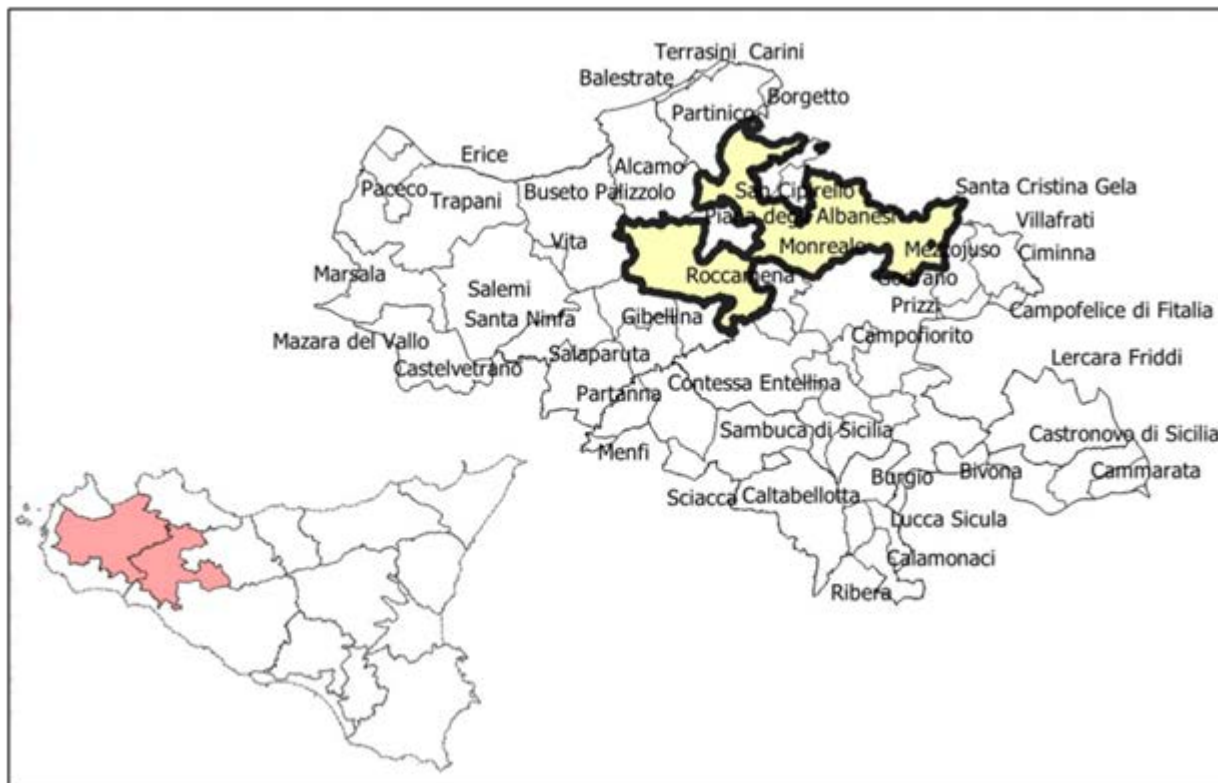 Terrasini Carini
Balestrate
Borgetto
Partinico
Erice
Alcamo
Paceco
Trapani
Buseto Palizzolo
San Cipirello
Santa Cristina Gela
Piana degli Albanesi
Villafrati
Vita
Monreale
Mezzojuso
Ciminna
Marsala
Roccamena
Godrano
Salemi
Prizzi
Campofelice di Fitalia
Santa Ninfa
Gibellina
Mazara del Vallo
Campofiorito
Salaparuta
Lercara Friddi
Castelvetrano
Contessa Entellina
Partanna
Sambuca di Sicilia
Castronovo di Sicilia
Menfi
Burgio
Bivona
Cammarata
Sciacca
Caltabellotta
Lucca Sicula
Calamonaci
Ribera